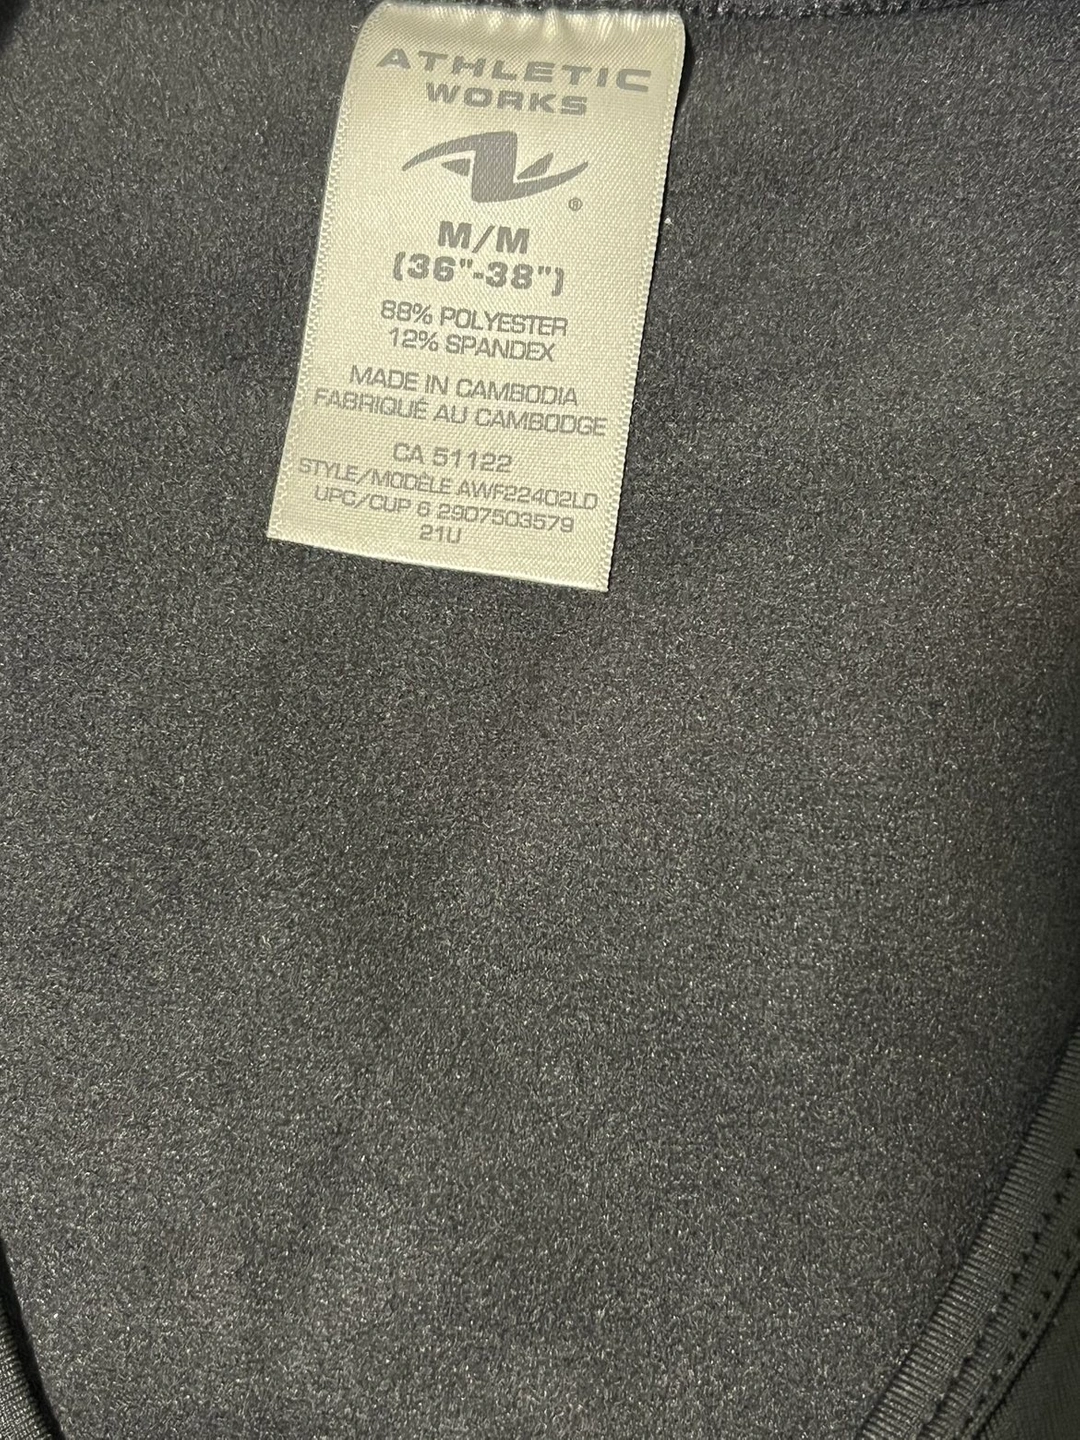 ATHLETIC
WORKS
®
M/M
(36"-38")
88% POLYESTER
12% SPANDEX
MADE IN CAMBODIA
FABRIQUÉ AU CAMBODGE
CA 51122
STYLE/MODÈLE AWF22402LD
UPC/CUP 6 2907503579
21U